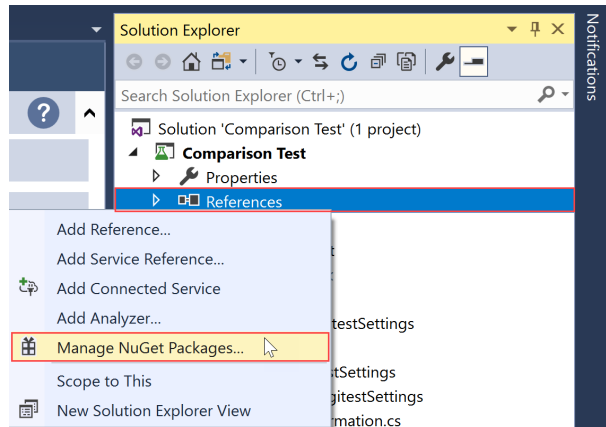 Solution Explorer
Notifications
Search Solution Explorer (Ctrl+;)
?
Solution 'Comparison Test' (1 project)
Comparison Test
Properties
References
Add Reference...
Add Service Reference...
Add Connected Service
Add Analyzer...
testSettings
Manage NuGet Packages...
tSettings
Scope to This
gitestSettings
New Solution Explorer View
rmation.cs